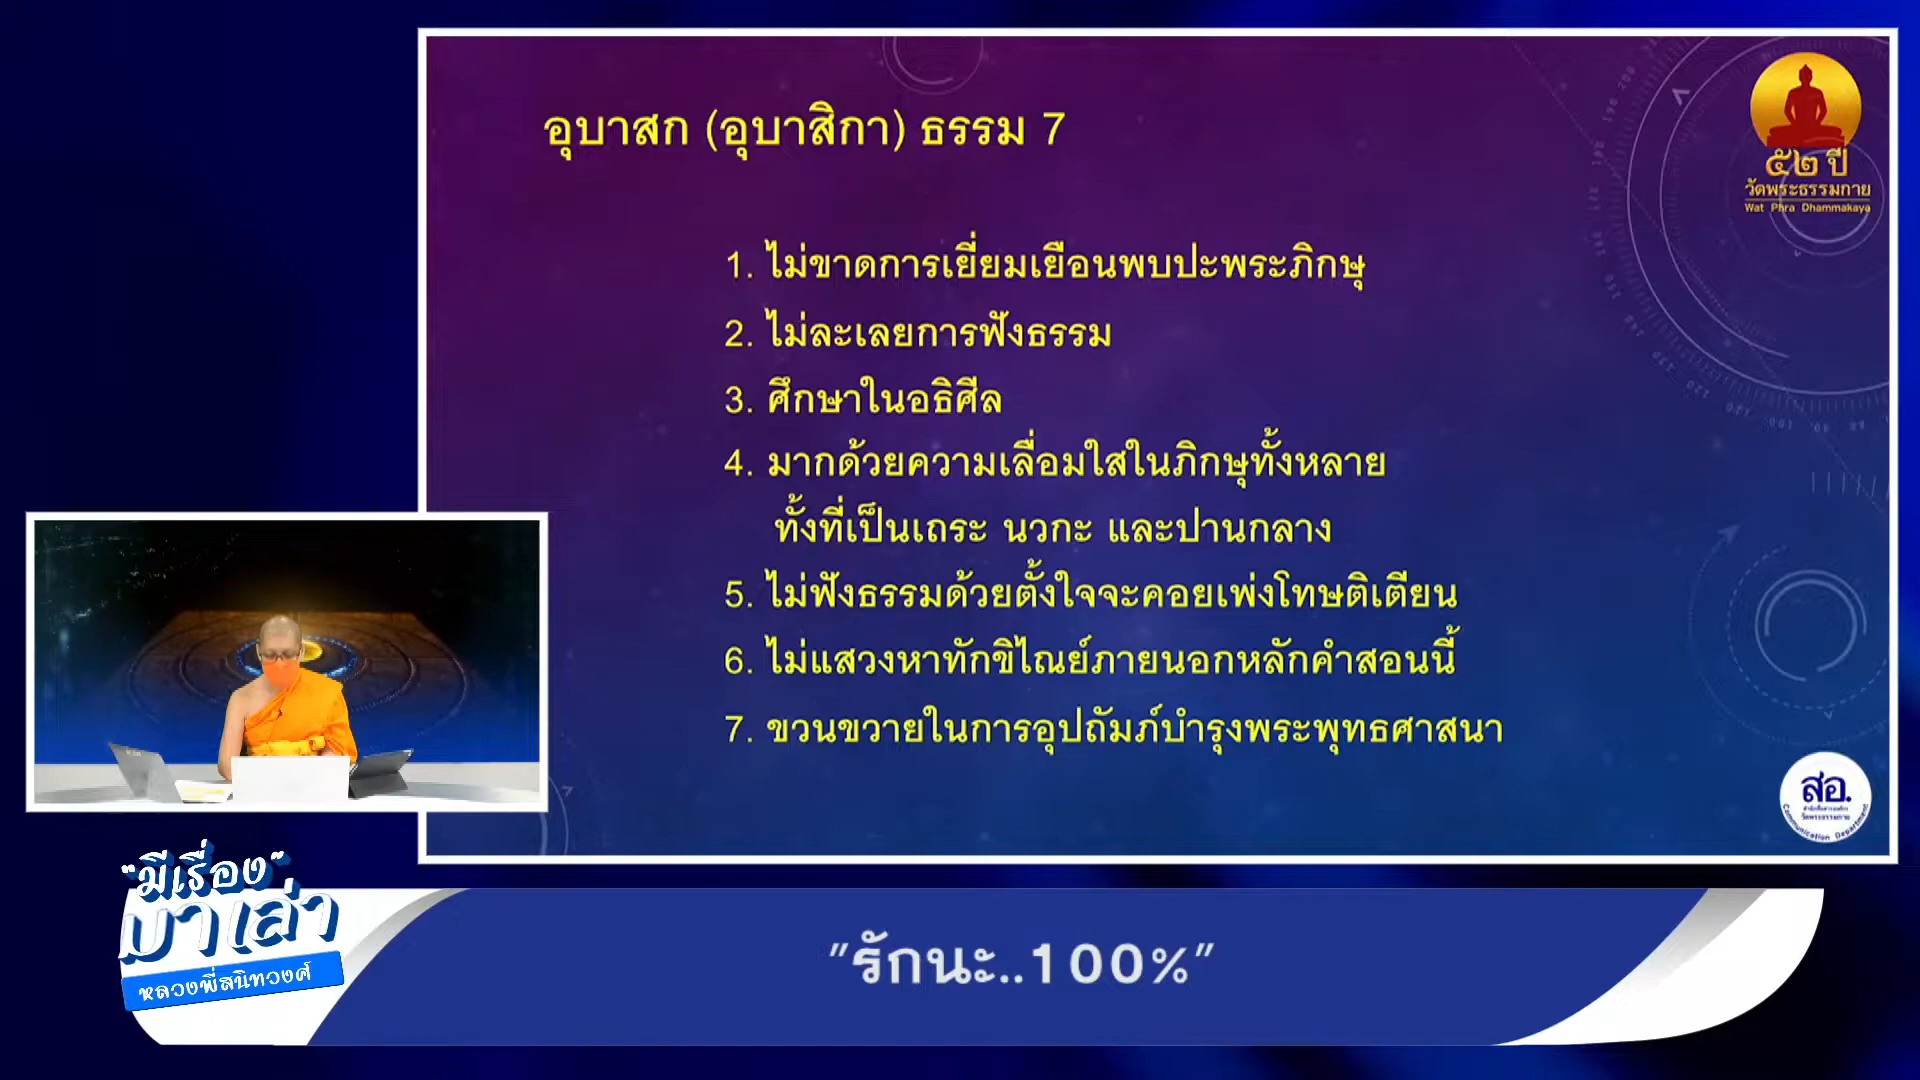 อุบาสก (อุบาสิกา) ธรรม 7
1. ไม่ขาดการเยี่ยมเยือนพบปะพระภิกษุ
2. ไม่ละเลยการฟังธรรม
3. ศึกษาในอธิศีล
4. มากด้วยความเลื่อมใสในภิกษุทั้งหลาย
ทั้งที่เป็นเถระ นวกะ และปานกลาง
5. ไม่ฟังธรรมด้วยตั้งใจจะคอยเพ่งโทษติเตียน
6. ไม่แสวงหาทักขิไณย์ภายนอกหลักคำสอนนี้
7. ขวนขวายในการอุปถัมภ์บำรุงพระพุทธศาสนา
๕๒ ปี
วัดพระธรรมกาย
Wat Phra Dhammakaya
สอ.
Communication Department
"มีเรื่อง"
มาเล่า
หลวงพี่สนิทวงศ์
"รักนะ..100%"